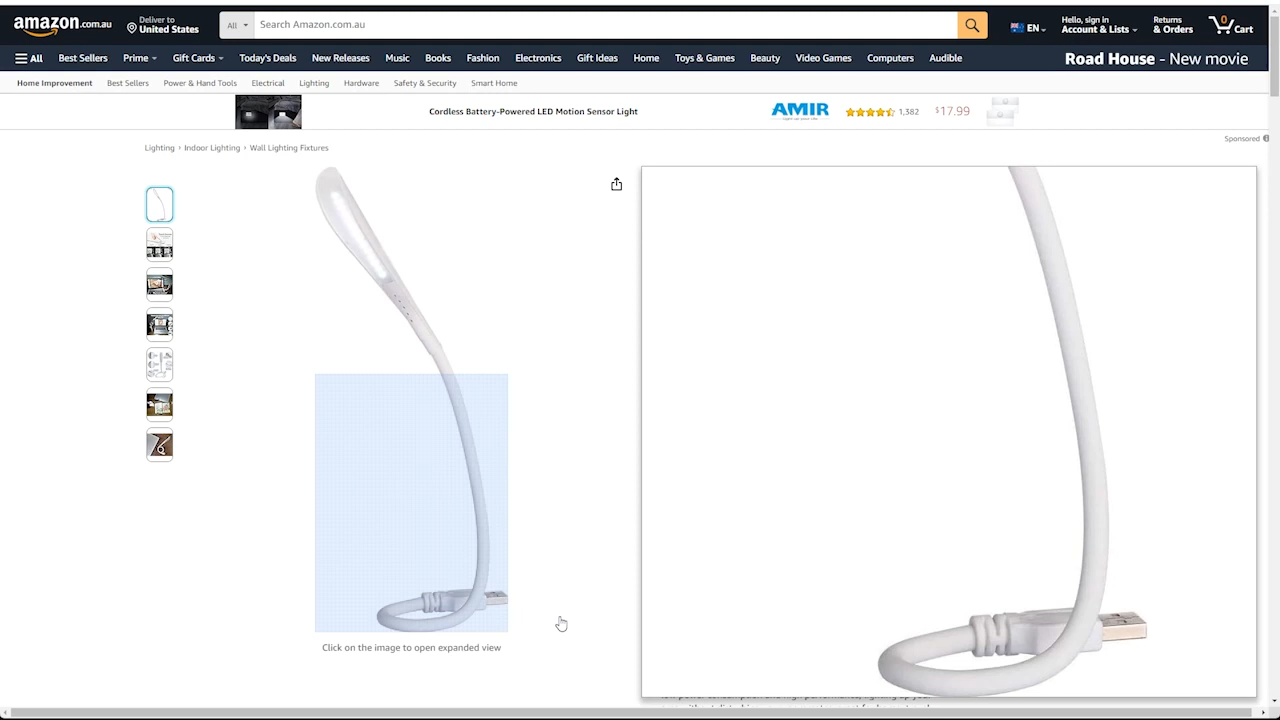 amazon.com.au
Deliver to
United States
All
Search Amazon.com.au
EN
Hello, sign in
Account & Lists
Returns
& Orders
0
Cart
All
Best Sellers
Prime
Gift Cards
Today's Deals
New Releases
Music
Books
Fashion
Electronics
Gift Ideas
Home
Toys & Games
Beauty
Video Games
Computers
Audible
Road House - New movie
Home Improvement
Best Sellers
Power & Hand Tools
Electrical
Lighting
Hardware
Safety & Security
Smart Home
Cordless Battery-Powered LED Motion Sensor Light
AMIR
1,382
$17.99
Sponsored
Lighting › Indoor Lighting › Wall Lighting Fixtures
Click on the image to open expanded view